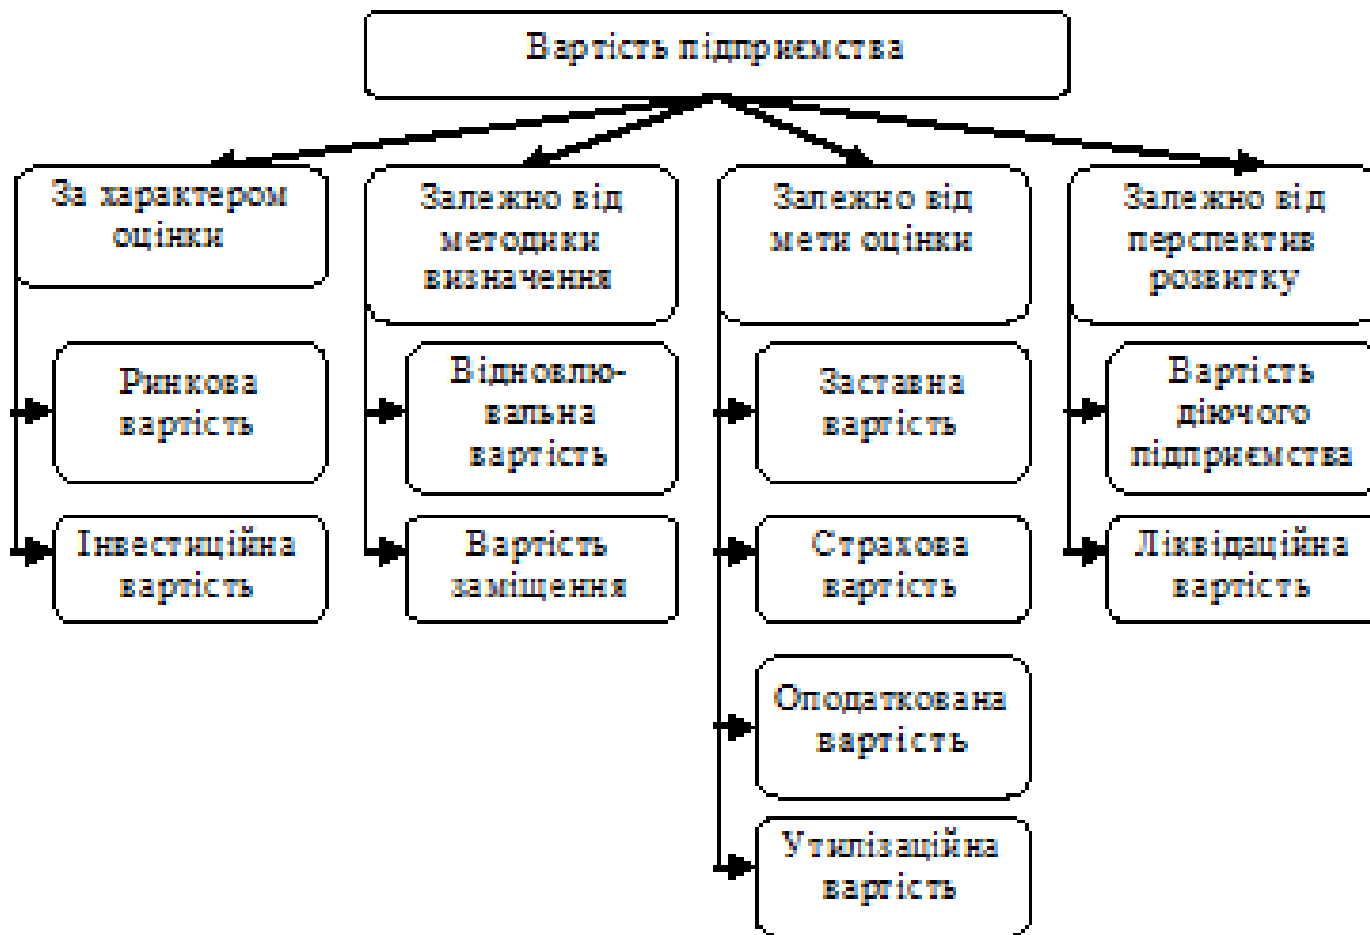 Вартість підприємства
За характером
оцінки
Залежно від
методики
визначення
Залежно від
мети оцінки
Залежно від
перспектив
розвитку
Ринкова
вартість
Відновлю-
вальна
вартість
Заставна
вартість
Вартість
діючого
підприємства
Інвестиційна
вартість
Вартість
заміщення
Страхова
вартість
Ліквідаційна
вартість
Оподаткована
вартість
Утилізаційна
вартість